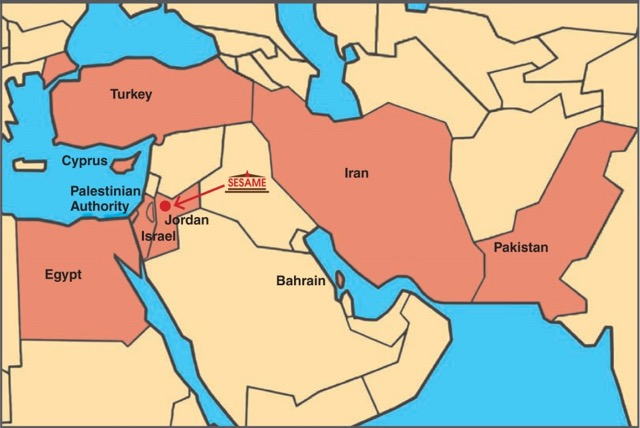 Turkey
Cyprus
Iran
SESAME
Palestinian
Authority
Jordan
Israel
Pakistan
Egypt
Bahrain